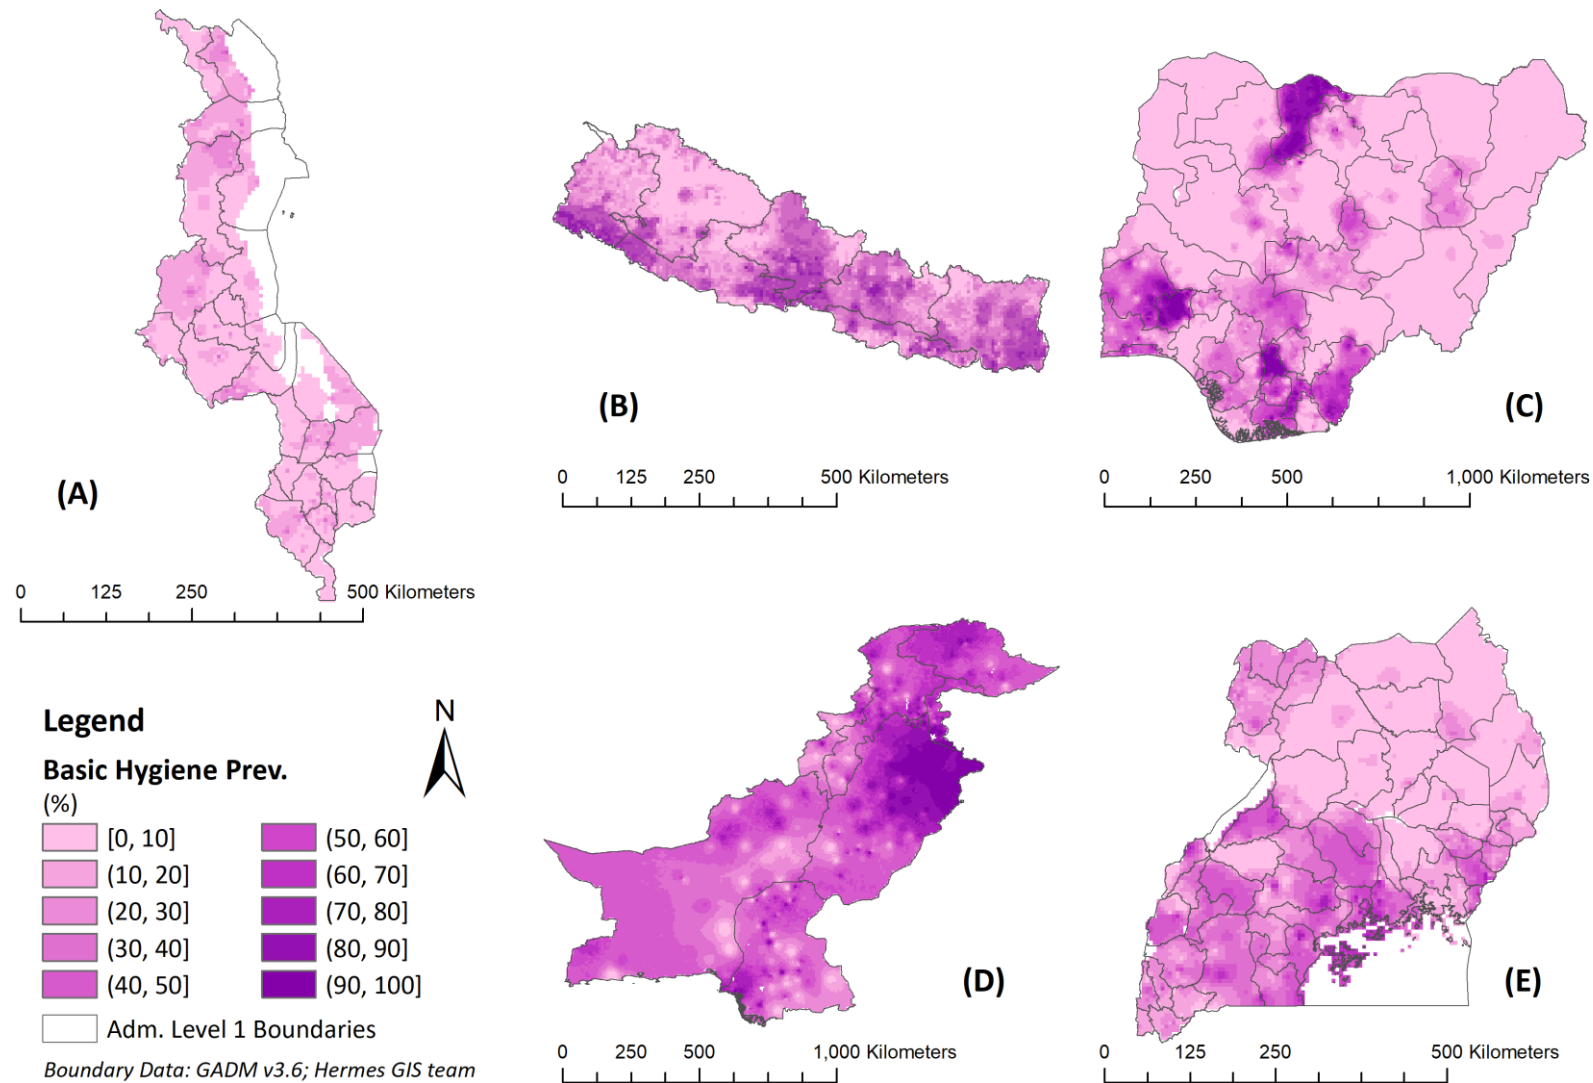 (A)
0 125 250 500 Kilometers
(B)
0 125 250 500 Kilometers
(C)
0 250 500 1,000 Kilometers
Legend
Basic Hygiene Prev.
(%)
[0, 10]
(10, 20]
(20, 30]
(30, 40]
(40, 50]
(50, 60]
(60, 70]
(70, 80]
(80, 90]
(90, 100]
Adm. Level 1 Boundaries
Boundary Data: GADM v3.6; Hermes GIS team
N
(D)
0 250 500 1,000 Kilometers
(E)
0 125 250 500 Kilometers